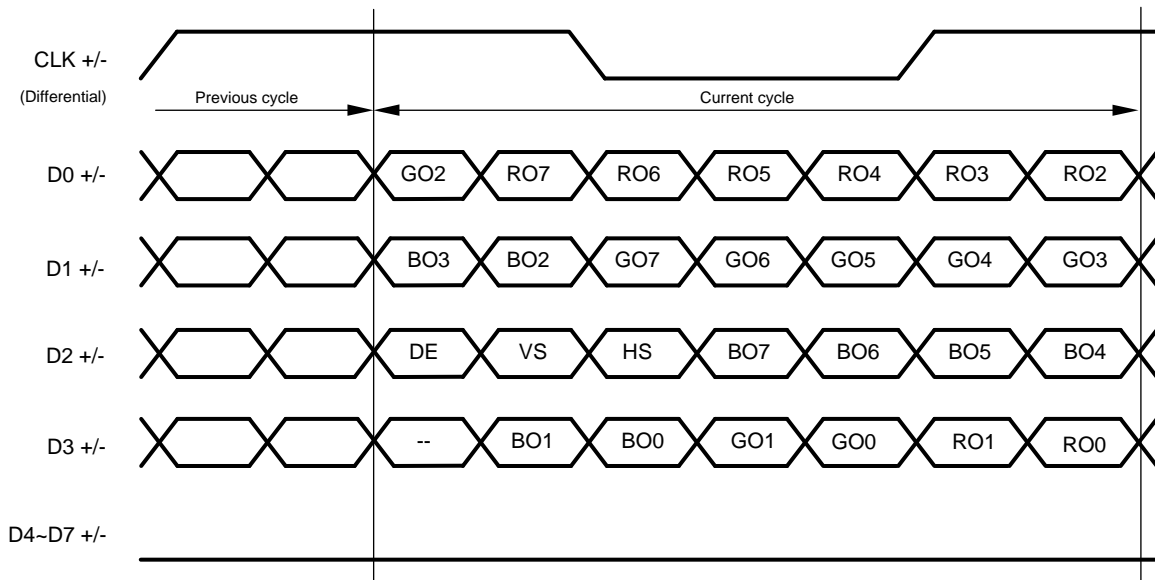 CLK +/-
(Differential)
Previous cycle
Current cycle
D0 +/-
GO2 RO7 RO6 RO5 RO4 RO3 RO2
D1 +/-
BO3 BO2 GO7 GO6 GO5 GO4 GO3
D2 +/-
DE VS HS BO7 BO6 BO5 BO4
D3 +/-
-- BO1 BO0 GO1 GO0 RO1 RO0
D4~D7 +/-